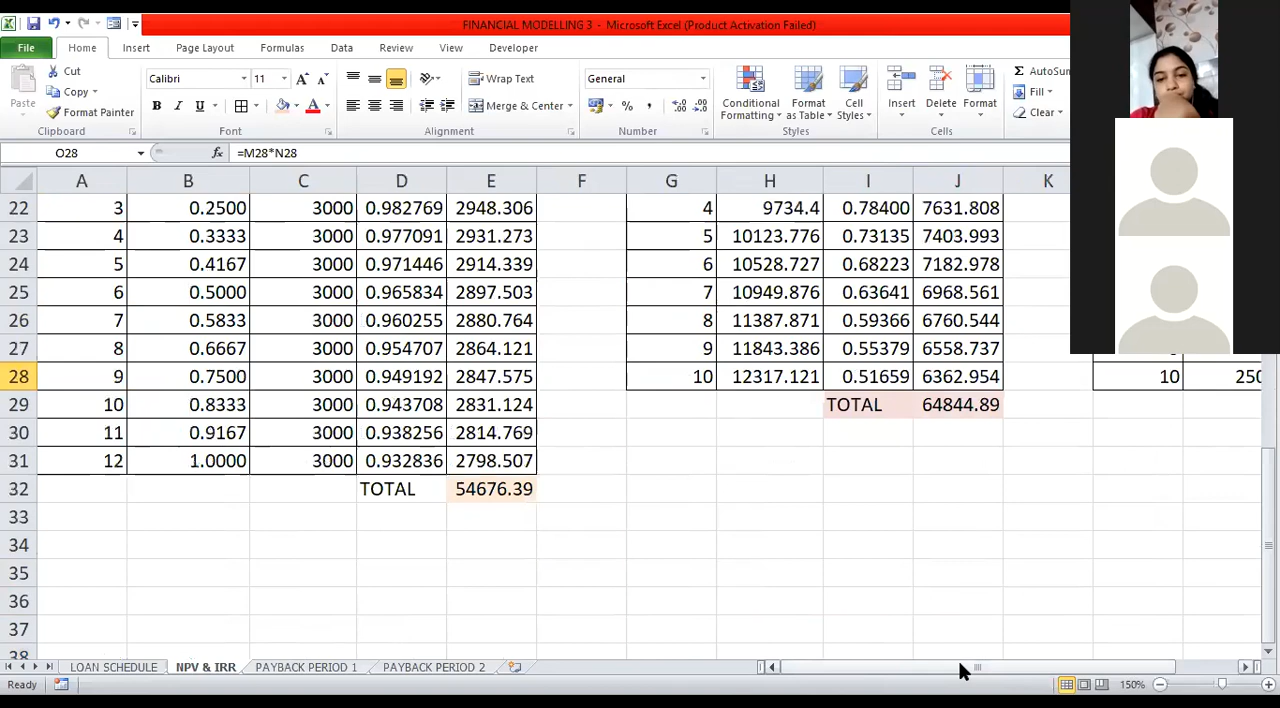 FINANCIAL MODELLING 3 - Microsoft Excel (Product Activation Failed)
File Home Insert Page Layout Formulas Data Review View Developer
Cut Calibri 11 Wrap Text General AutoSum
Paste Copy Merge & Center Conditional Formatting Format as Table Cell Styles Insert Delete Format Fill
Format Painter Clear
Clipboard Font Alignment Number Styles Cells
O28 fx =M28*N28
A B C D E F G H I J K
22 3 0.2500 3000 0.982769 2948.306 4 9734.4 0.78400 7631.808
23 4 0.3333 3000 0.977091 2931.273 5 10123.776 0.73135 7403.993
24 5 0.4167 3000 0.971446 2914.339 6 10528.727 0.68223 7182.978
25 6 0.5000 3000 0.965834 2897.503 7 10949.876 0.63641 6968.561
26 7 0.5833 3000 0.960255 2880.764 8 11387.871 0.59366 6760.544
27 8 0.6667 3000 0.954707 2864.121 9 11843.386 0.55379 6558.737
28 9 0.7500 3000 0.949192 2847.575 10 12317.121 0.51659 6362.954 10 250
29 10 0.8333 3000 0.943708 2831.124 TOTAL 64844.89
30 11 0.9167 3000 0.938256 2814.769
31 12 1.0000 3000 0.932836 2798.507
32 TOTAL 54676.39
33
34
35
36
37
38
LOAN SCHEDULE NPV & IRR PAYBACK PERIOD 1 PAYBACK PERIOD 2
Ready 150%